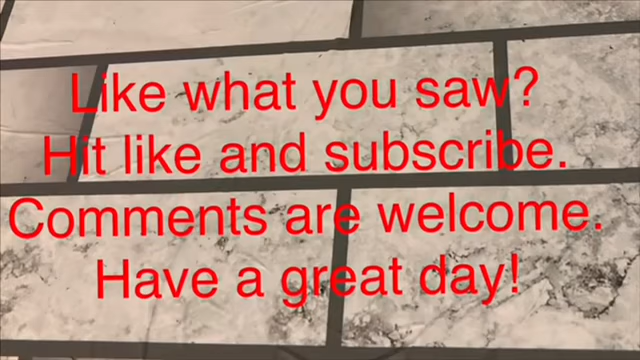 Like what you saw?
Hit like and subscribe.
Comments are welcome.
Have a great day!